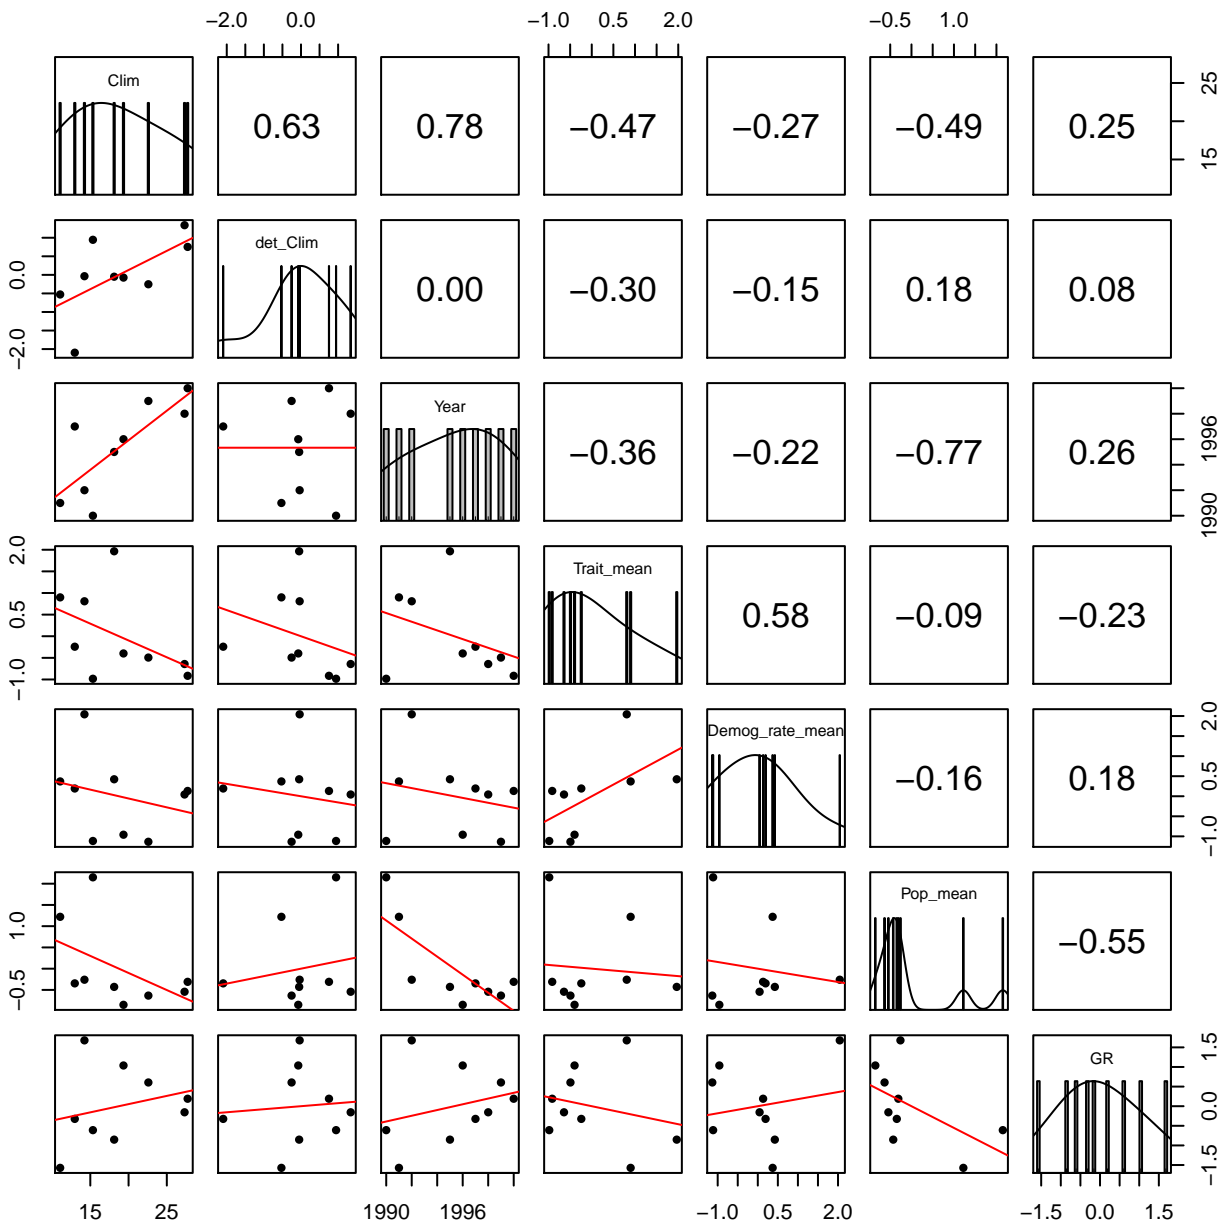 −2.0 0.0 −1.0 0.5 2.0 −0.5 1.0
Clim 0.63 0.78 −0.47 −0.27 −0.49 0.25 15 25
−2.0 0.0 det_Clim 0.00 −0.30 −0.15 0.18 0.08
Year −0.36 −0.22 −0.77 0.26 1990 1996
−1.0 0.5 2.0 Trait_mean 0.58 −0.09 −0.23
Demog_rate_mean −0.16 0.18 −1.0 0.5 2.0
−0.5 1.0 Pop_mean −0.55
GR −1.5 0.0 1.5
15 25 1990 1996 −1.0 0.5 2.0 −1.5 0.0 1.5